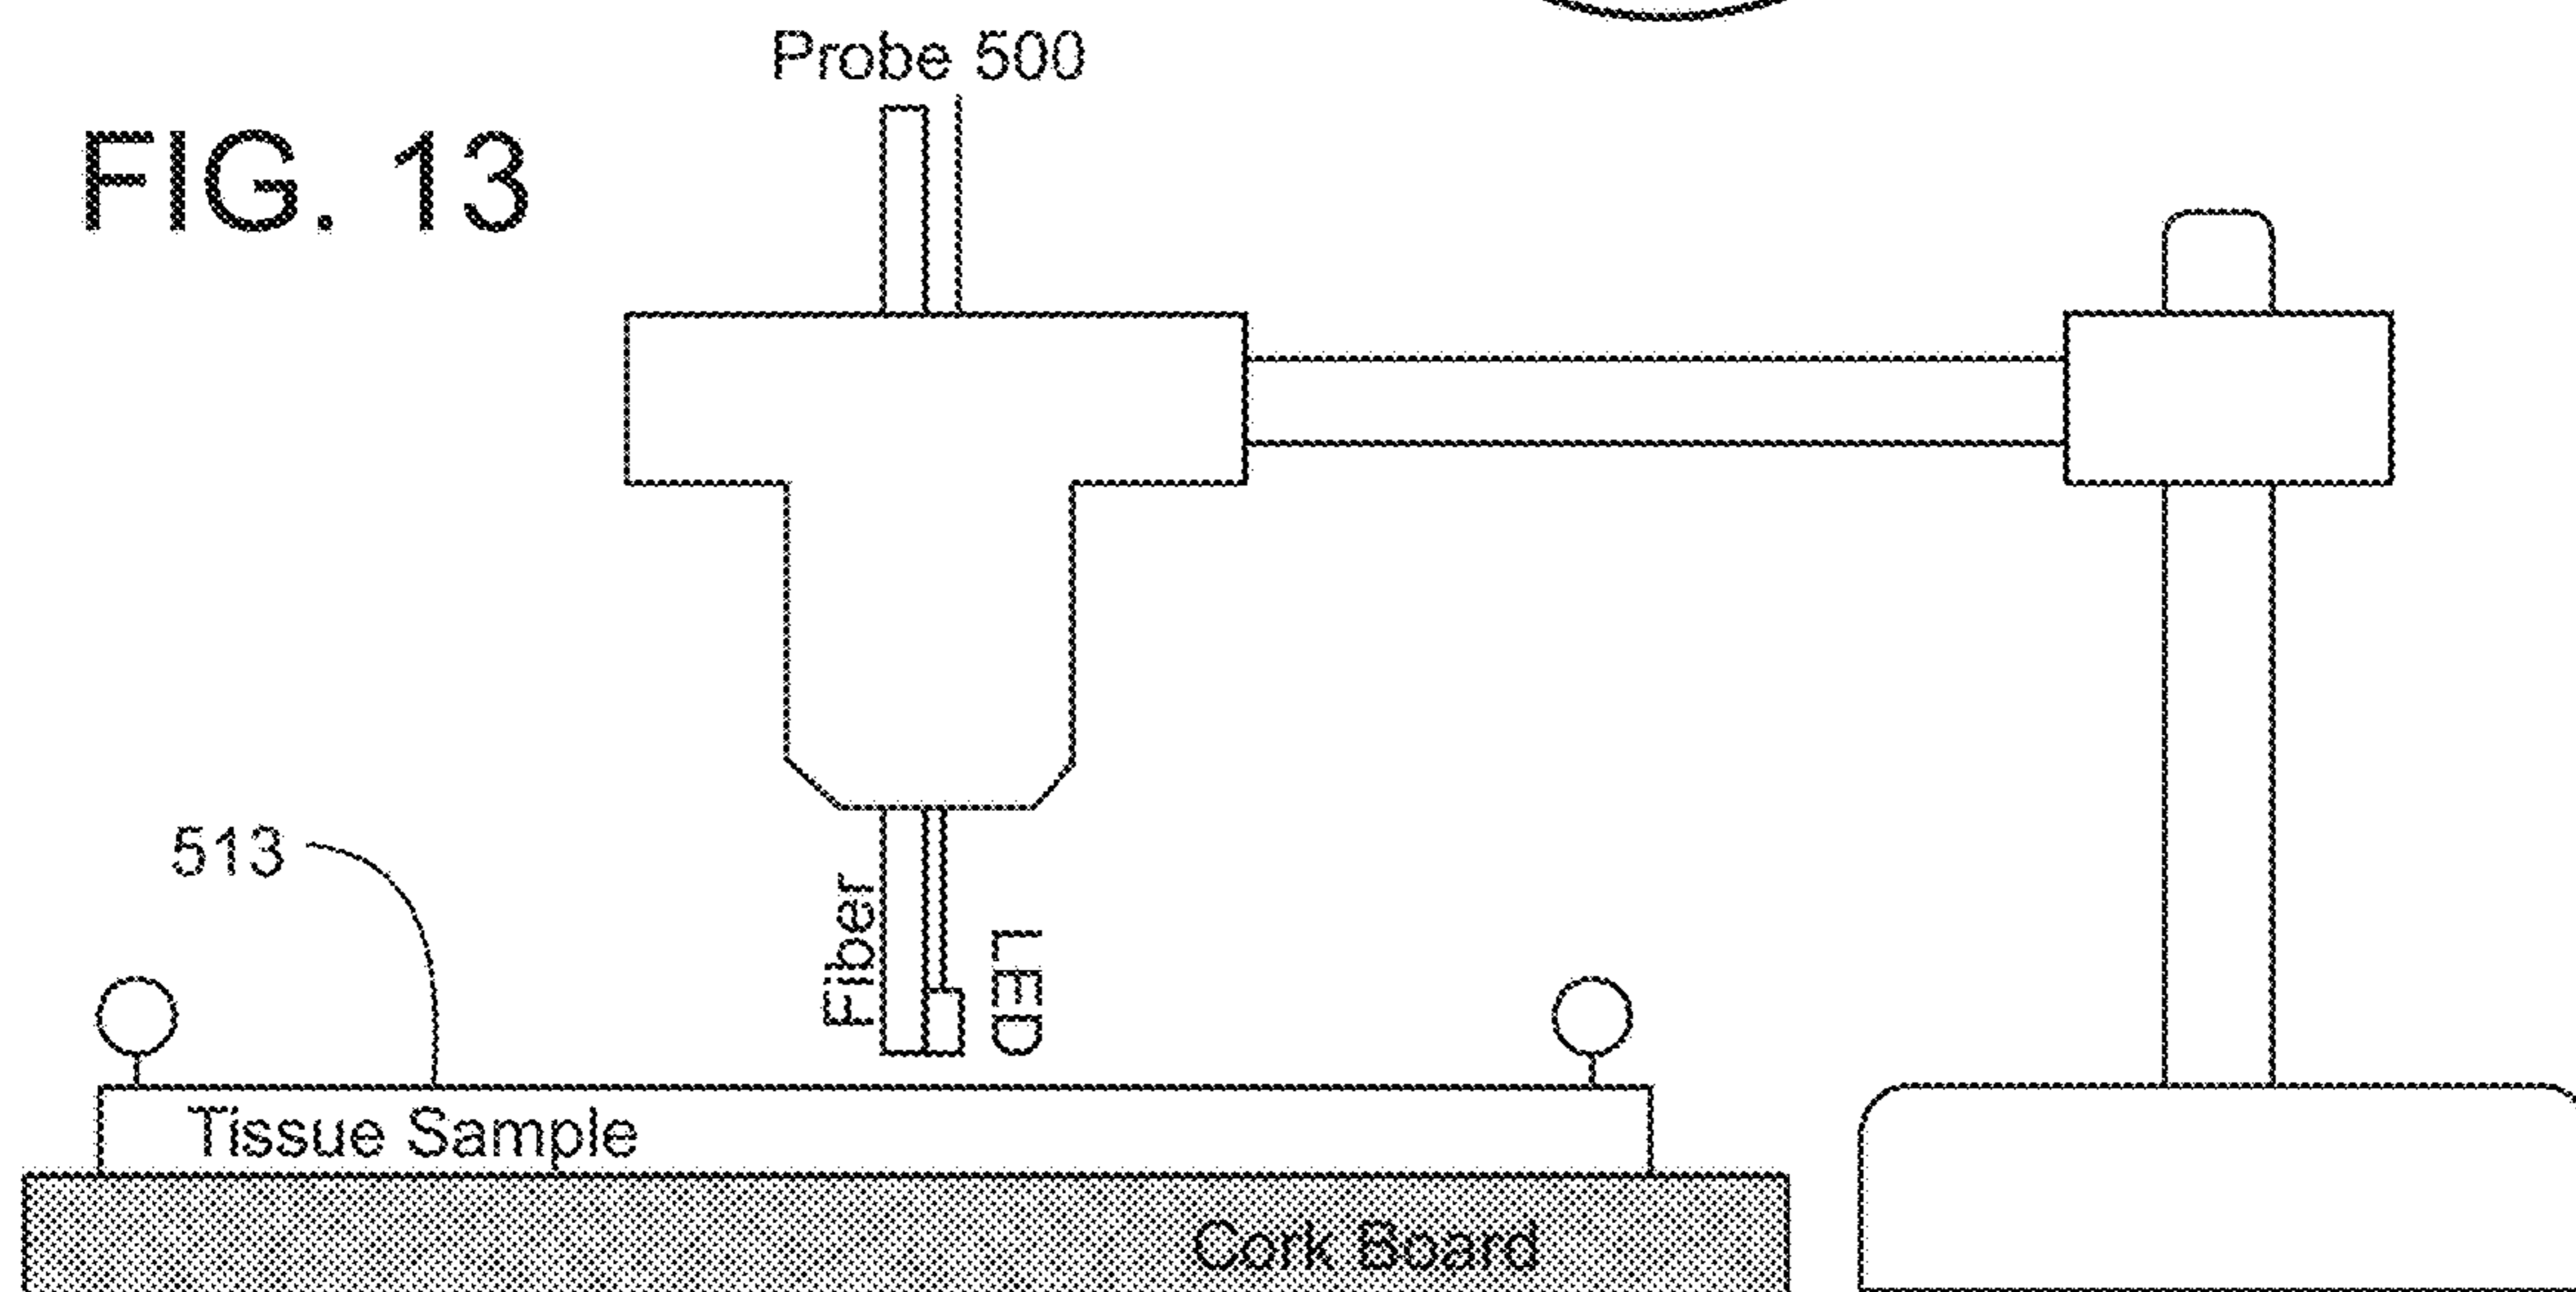 Probe 500
FIG. 13
513
Fiber
LED
Tissue Sample
Cork Board